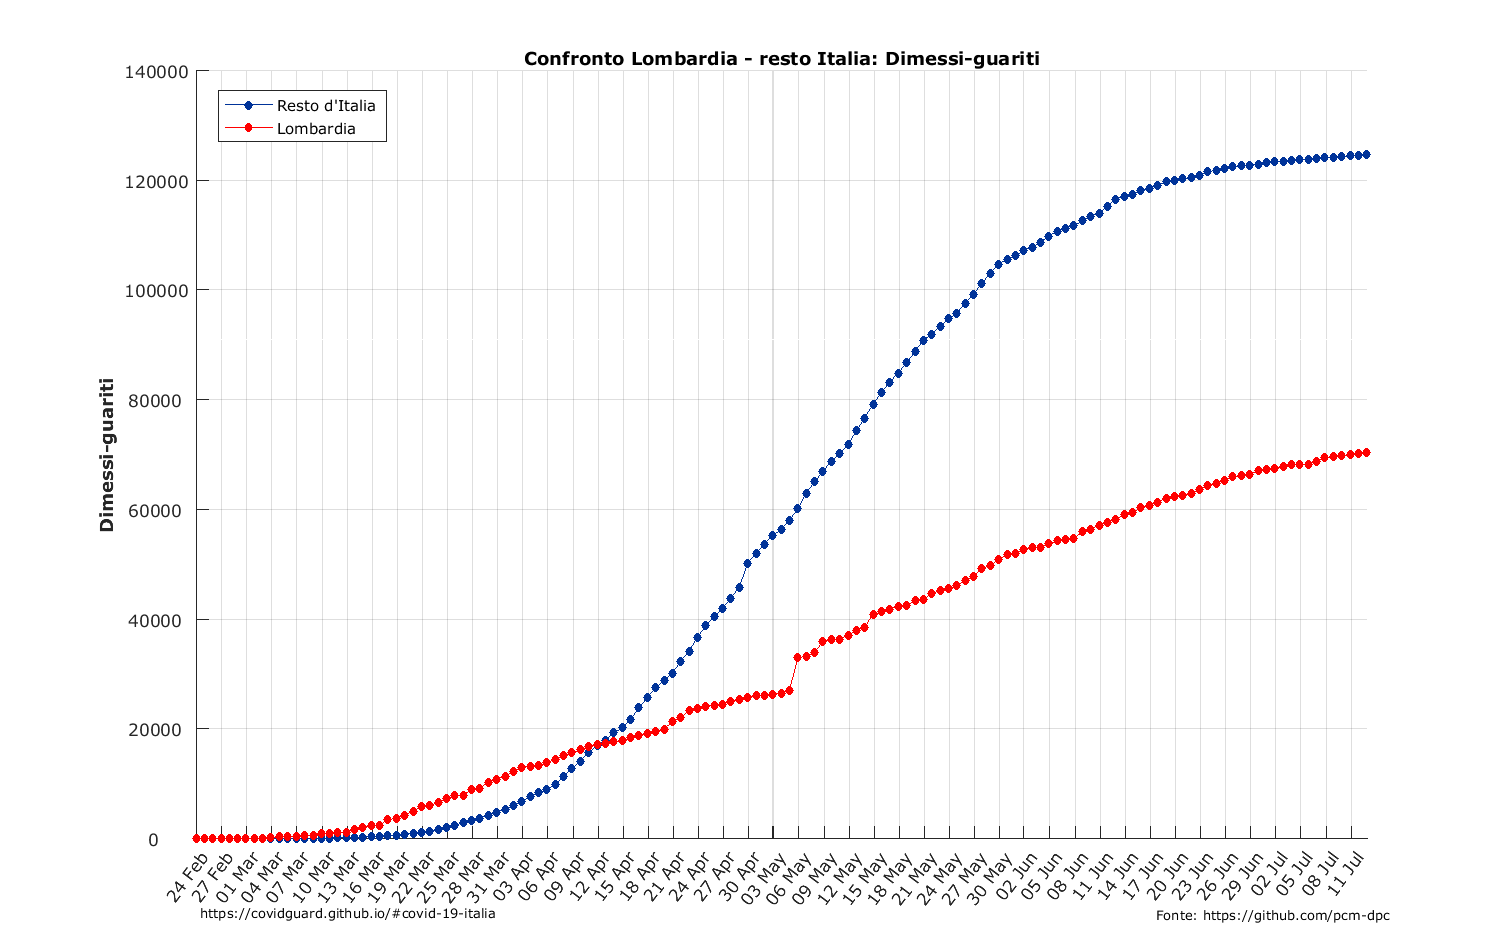 Confronto Lombardia - resto Italia: Dimessi-guariti
140000
120000
100000
80000
60000
40000
20000
0
Dimessi-guariti
Resto d'Italia
Lombardia
24 Feb
27 Feb
01 Mar
04 Mar
07 Mar
10 Mar
13 Mar
16 Mar
19 Mar
22 Mar
25 Mar
28 Mar
31 Mar
03 Apr
06 Apr
09 Apr
12 Apr
15 Apr
18 Apr
21 Apr
24 Apr
27 Apr
30 Apr
03 May
06 May
09 May
12 May
15 May
18 May
21 May
24 May
27 May
30 May
02 Jun
05 Jun
08 Jun
11 Jun
14 Jun
17 Jun
20 Jun
23 Jun
26 Jun
29 Jun
02 Jul
05 Jul
08 Jul
11 Jul
https://covidguard.github.io/#covid-19-italia
Fonte: https://github.com/pcm-dpc